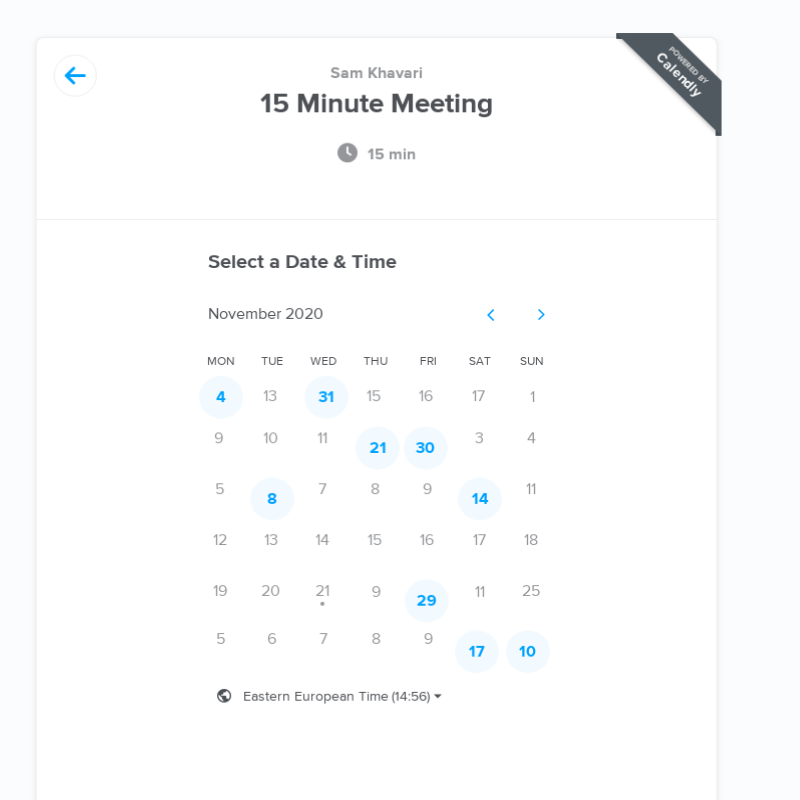 POWERED BY
Calendly
Sam Khavari
15 Minute Meeting
15 min
Select a Date & Time
November 2020
MON TUE WED THU FRI SAT SUN
4 13 31 15 16 17 1
9 10 11 21 30 3 4
5 8 7 8 9 14 11
12 13 14 15 16 17 18
19 20 21 9 29 11 25
5 6 7 8 9 17 10
Eastern European Time (14:56)